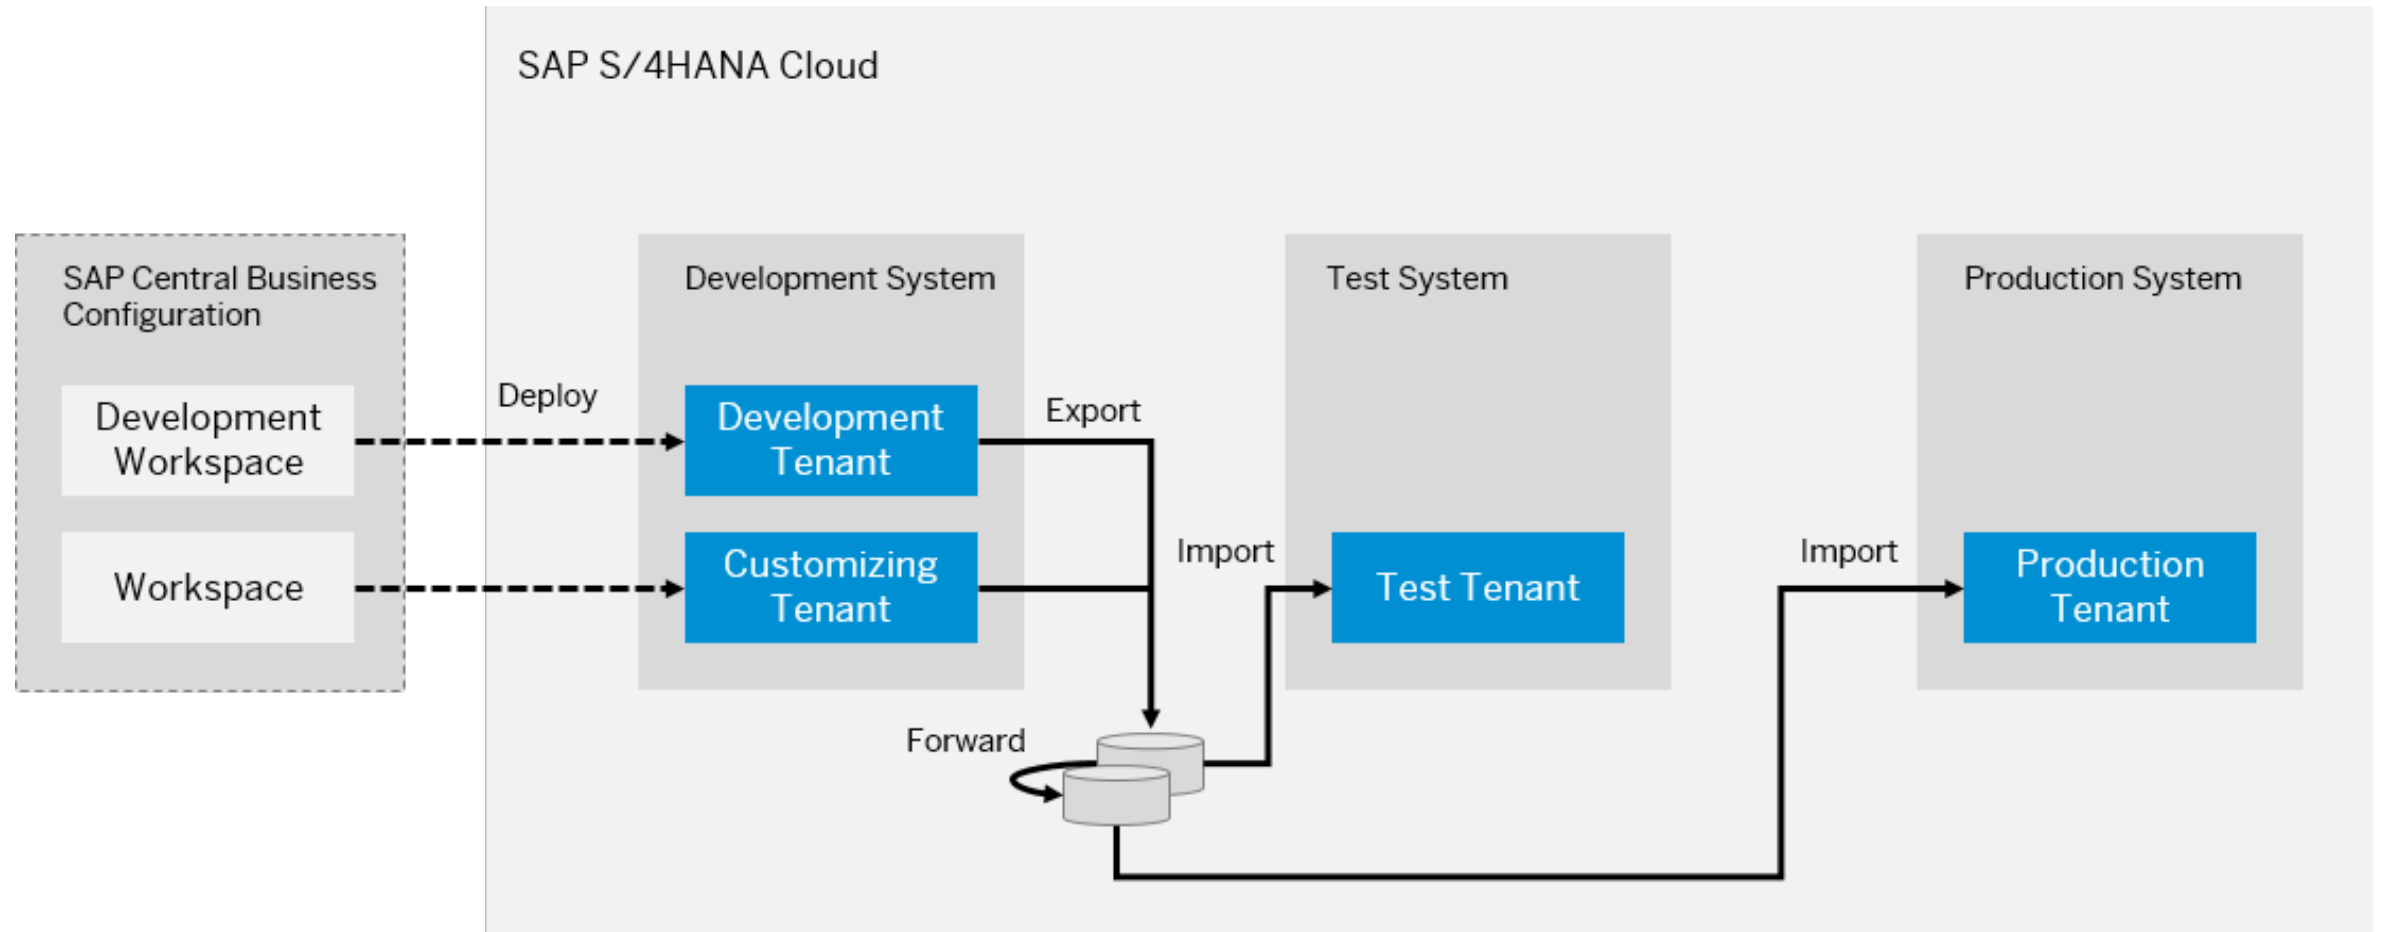 SAP S/4HANA Cloud
SAP Central Business
Configuration
Development
Workspace
Workspace
Deploy
Development System
Development
Tenant
Customizing
Tenant
Export
Forward
Import
Test System
Test Tenant
Import
Production System
Production
Tenant